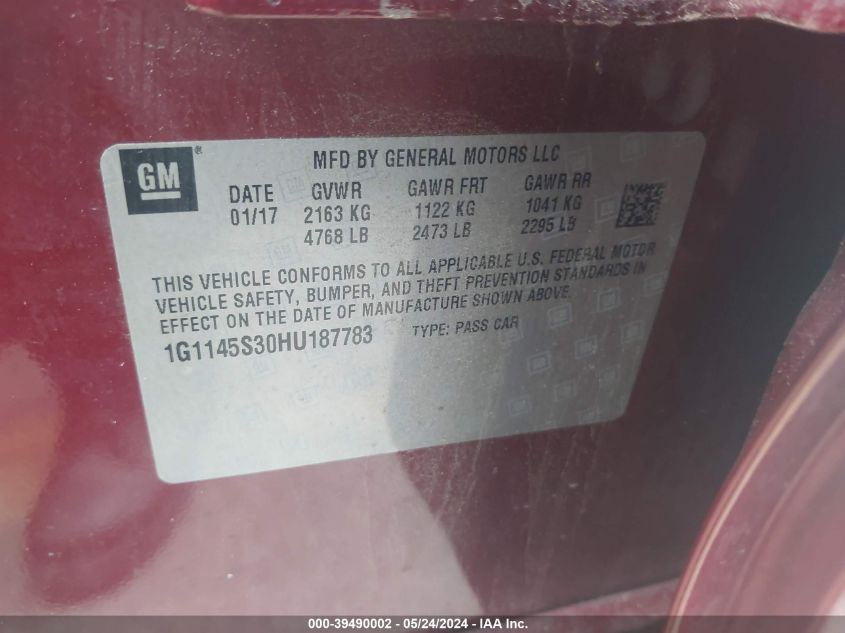 GM
MFD BY GENERAL MOTORS LLC
DATE GVWR GAWR FRT GAWR RR
01/17 2163 KG 1122 KG 1041 KG
4768 LB 2473 LB 2295 LB
THIS VEHICLE CONFORMS TO ALL APPLICABLE U.S. FEDERAL MOTOR
VEHICLE SAFETY, BUMPER, AND THEFT PREVENTION STANDARDS IN
EFFECT ON THE DATE OF MANUFACTURE SHOWN ABOVE.
1G1145S30HU187783 TYPE: PASS CAR
000-39490002 - 05/24/2024 - IAA Inc.